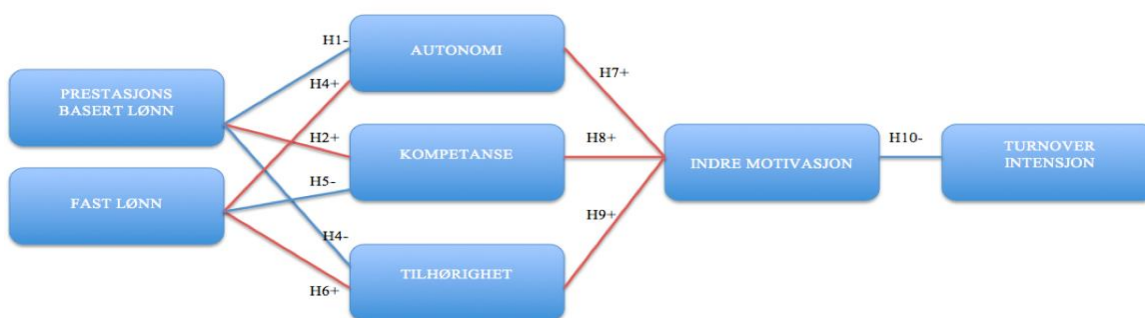 H1-
AUTONOMI
H7+
H4+
PRESTASJONS
BASERT LØNN
H2+
KOMPETANSE
H8+
INDRE MOTIVASJON
H10-
TURNOVER
INTENSJON
H5-
FAST LØNN
H9+
H4-
TILHØRIGHET
H6+